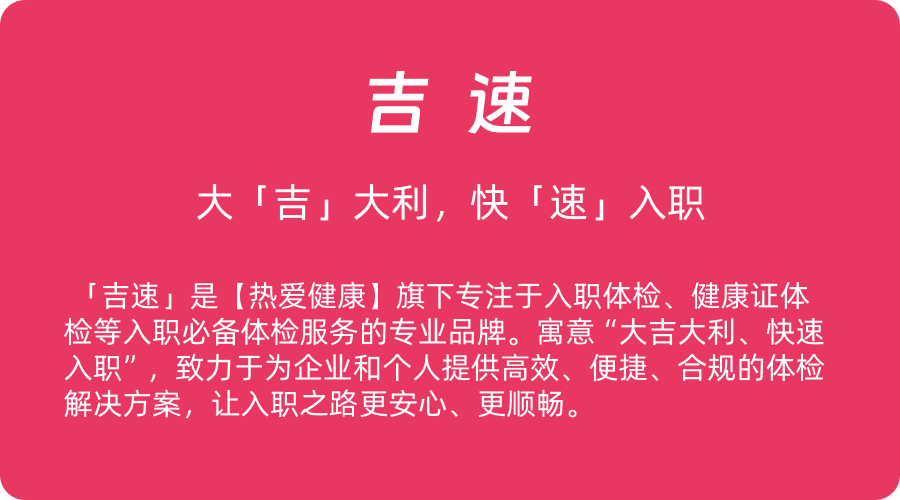 吉 速
大「吉」大利，快「速」入职
「吉速」是【热爱健康】旗下专注于入职体检、健康证体
检等入职必备体检服务的专业品牌。寓意“大吉大利、快速
入职”，致力于为企业和个人提供高效、便捷、合规的体检
解决方案，让入职之路更安心、更顺畅。